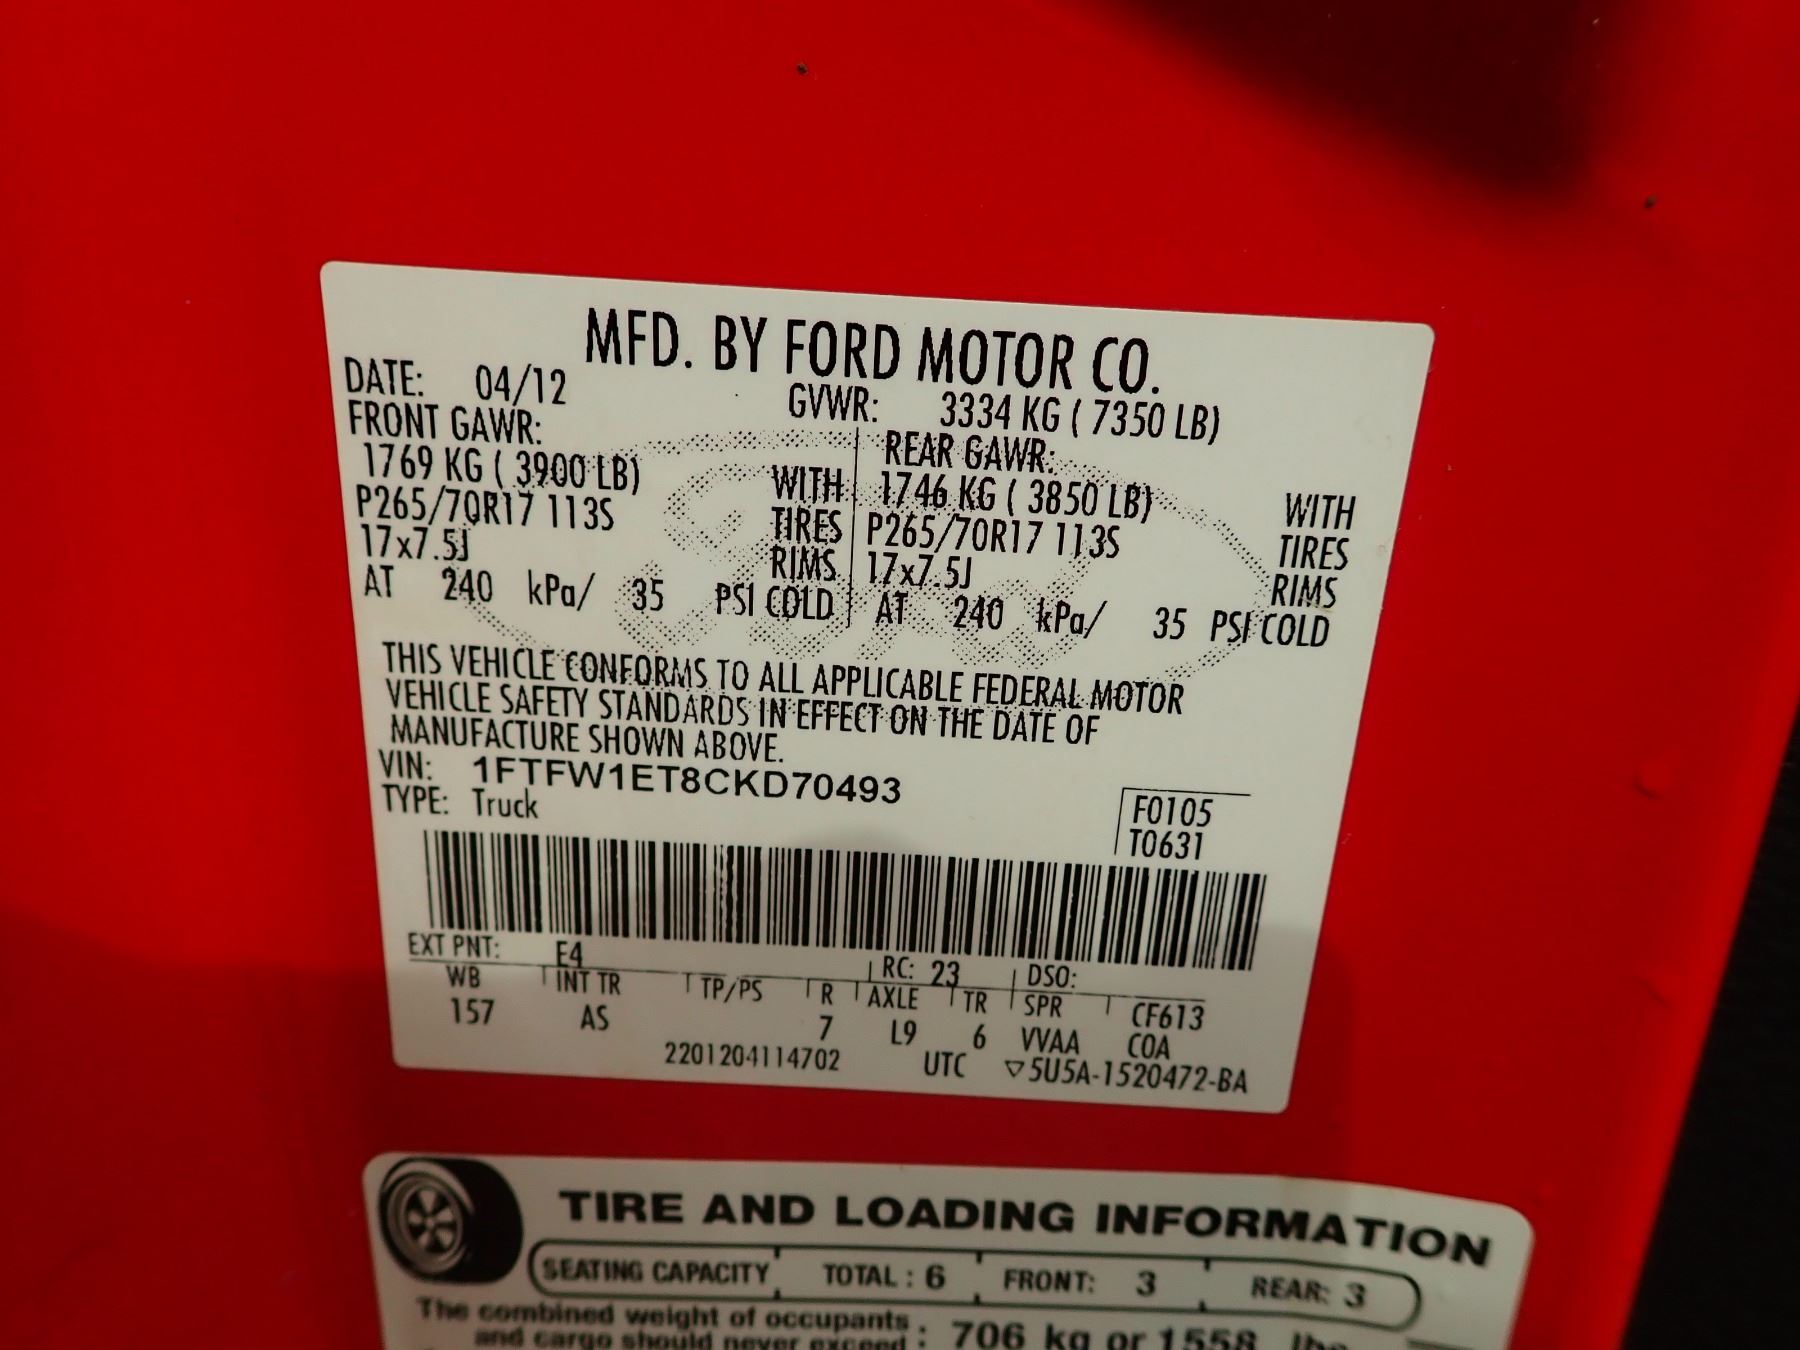 MFD. BY FORD MOTOR CO.
DATE: 04/12 GVWR: 3334 KG ( 7350 LB)
FRONT GAWR: REAR GAWR:
1769 KG ( 3900 LB) WITH 1746 KG ( 3850 LB) WITH
P265/70R17 113S TIRES P265/70R17 113S TIRES
17x7.5J RIMS 17x7.5J RIMS
AT 240 kPa/ 35 PSI COLD AT 240 kPa/ 35 PSI COLD
THIS VEHICLE CONFORMS TO ALL APPLICABLE FEDERAL MOTOR
VEHICLE SAFETY STANDARDS IN EFFECT ON THE DATE OF
MANUFACTURE SHOWN ABOVE.
VIN: 1FTFW1ET8CKD70493
TYPE: Truck
F0105
T0631
EXT PNT: E4 RC: 23 DSO:
WB INT TR TP/PS R AXLE TR SPR CF613
157 AS 7 L9 6 VVAA COA
2201204114702 UTC ▽5U5A-1520472-BA
TIRE AND LOADING INFORMATION
SEATING CAPACITY TOTAL : 6 FRONT: 3 REAR: 3
The combined weight of occupants
and cargo should never exceed : 706 kg or 1558 lbs